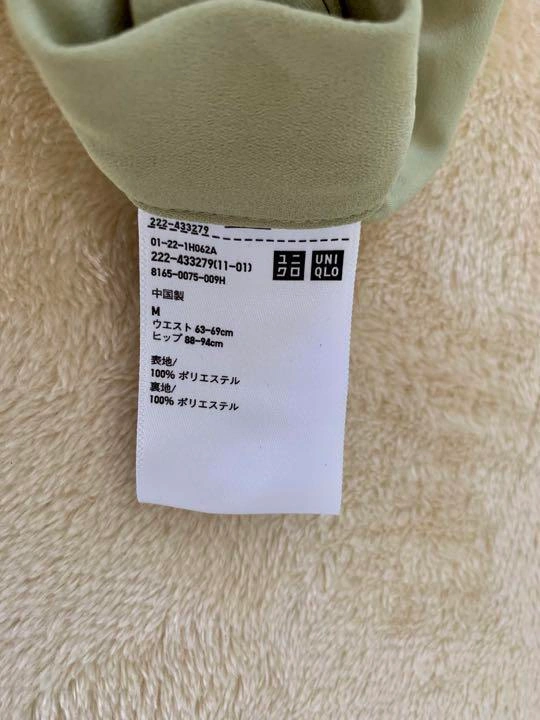 222-433279
01-22-1H062A
222-433279(11-01)
8165-0075-009H
ユニクロ
UNIQLO
中国製
M
ウエスト 63-69cm
ヒップ 88-94cm
表地/
100% ポリエステル
裏地/
100% ポリエステル